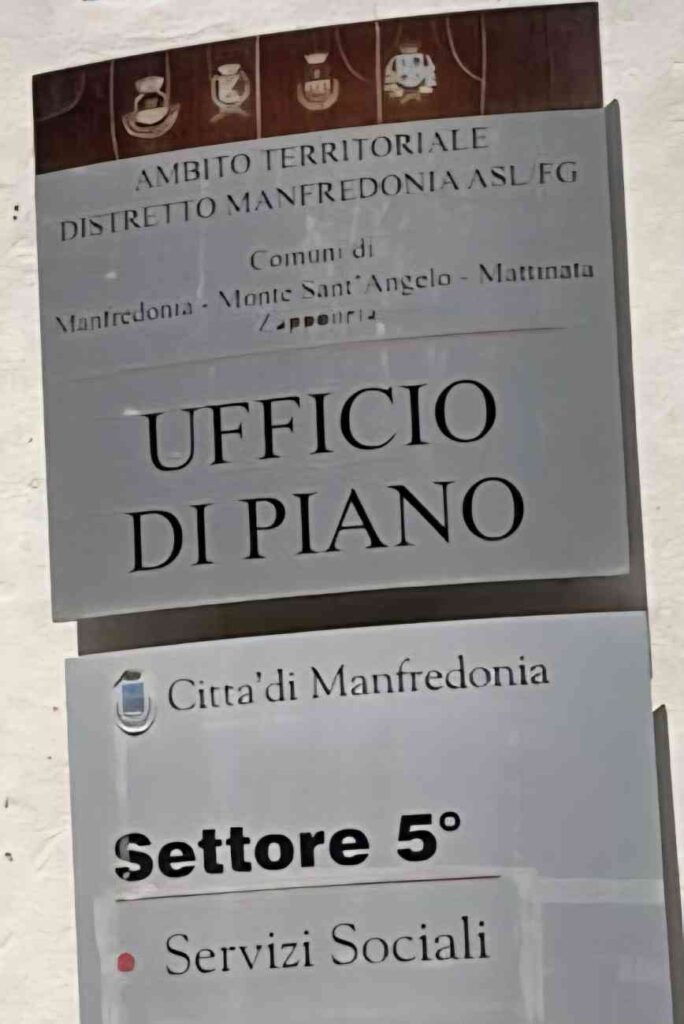 AMBITO TERRITORIALE
DISTRETTO MANFREDONIA ASL/FG
Comuni di
Manfredonia - Monte Sant'Angelo - Mattinata
Zapponeta
UFFICIO
DI PIANO
Citta'di Manfredonia
Settore 5°
• Servizi Sociali